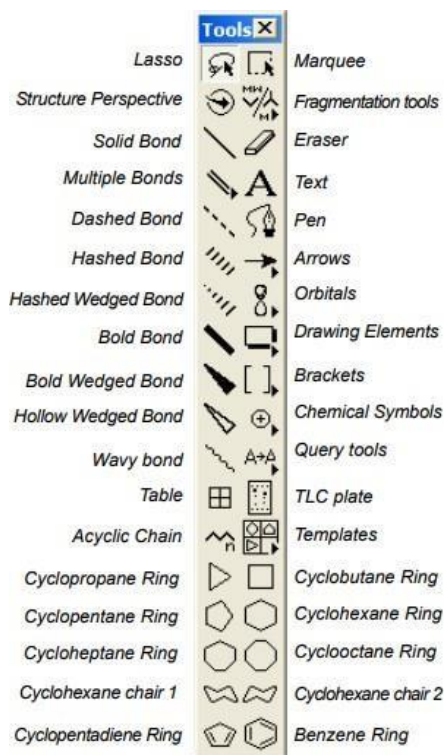 Tools
Lasso Marquee
Structure Perspective MW M Fragmentation tools
Solid Bond Eraser
Multiple Bonds A Text
Dashed Bond Pen
Hashed Bond Arrows
Hashed Wedged Bond Orbitals
Bold Bond Drawing Elements
Bold Wedged Bond [ ] Brackets
Hollow Wedged Bond Chemical Symbols
Wavy bond A→A Query tools
Table TLC plate
Acyclic Chain n Templates
Cyclopropane Ring Cyclobutane Ring
Cyclopentane Ring Cyclohexane Ring
Cycloheptane Ring Cyclooctane Ring
Cyclohexane chair 1 Cyclohexane chair 2
Cyclopentadiene Ring Benzene Ring